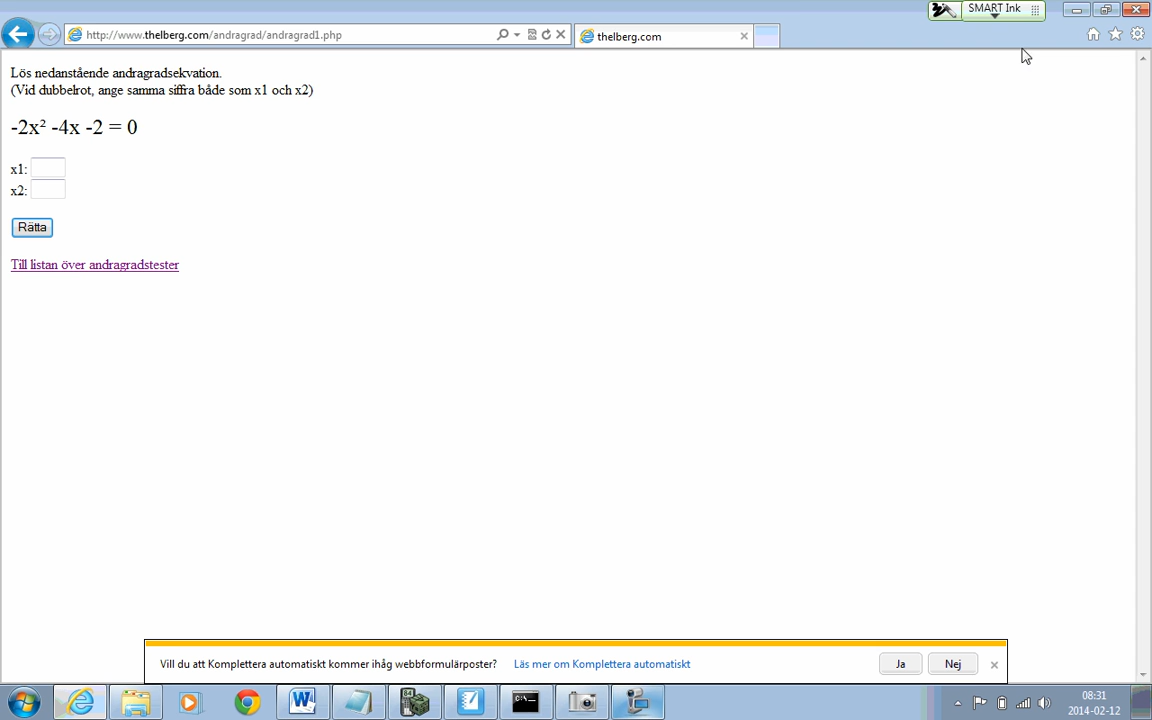 SMART Ink
http://www.thelberg.com/andragrad/andragrad1.php
thelberg.com
Lös nedanstående andragradsekvation.
(Vid dubbelrot, ange samma siffra både som x1 och x2)
-2x² -4x -2 = 0
x1:
x2:
Rätta
Till listan över andragradstester
Vill du att Komplettera automatiskt kommer ihåg webbformulärposter? Läs mer om Komplettera automatiskt Ja Nej
08:31
2014-02-12